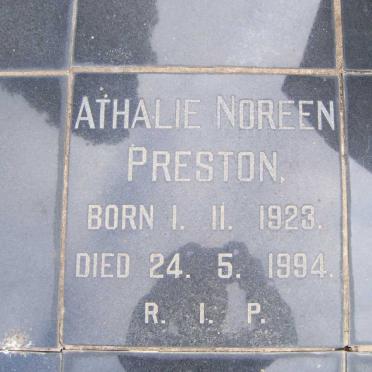 ATHALIE NOREEN
PRESTON,
BORN 1. 11. 1923.
DIED 24. 5. 1994.
R. I. P.